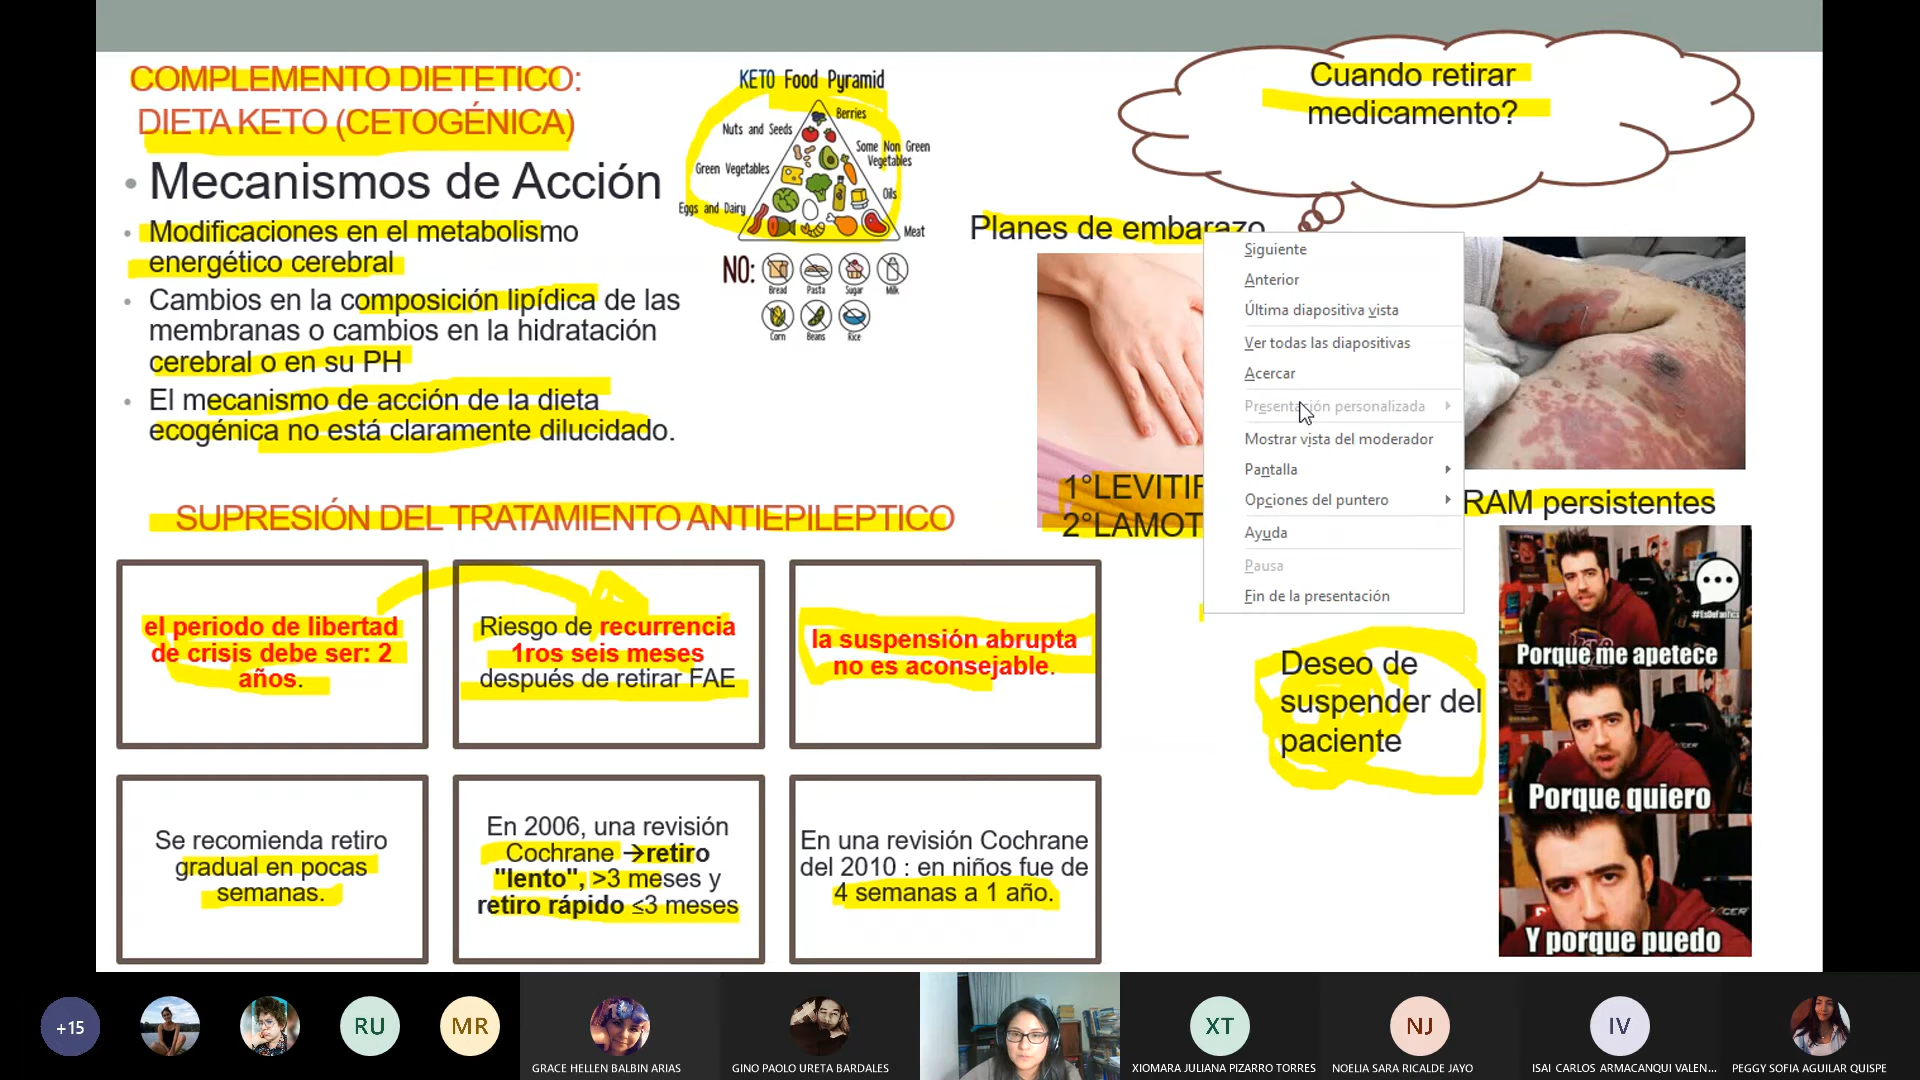 COMPLEMENTO DIETETICO:
DIETA KETO (CETOGÉNICA)
• Mecanismos de Acción
• Modificaciones en el metabolismo
energético cerebral
• Cambios en la composición lipídica de las
membranas o cambios en la hidratación
cerebral o en su PH
• El mecanismo de acción de la dieta
ecogénica no está claramente dilucidado.
KETO Food Pyramid
Berries
Nuts and Seeds
Some Non Green
Vegetables
Green Vegetables
Oils
Eggs and Dairy
Meat
NO:
Bread
Pasta
Sugar
Milk
Corn
Beans
Rice
Cuando retirar
medicamento?
Planes de embarazo
1°LEVITIR
2°LAMOT
Siguiente
Anterior
Última diapositiva vista
Ver todas las diapositivas
Acercar
Presentación personalizada
Mostrar vista del moderador
Pantalla
Opciones del puntero
Ayuda
Pausa
Fin de la presentación
RAM persistentes
SUPRESIÓN DEL TRATAMIENTO ANTIEPILEPTICO
el periodo de libertad
de crisis debe ser: 2
años.
Riesgo de recurrencia
1ros seis meses
después de retirar FAE
la suspensión abrupta
no es aconsejable.
Se recomienda retiro
gradual en pocas
semanas.
En 2006, una revisión
Cochrane →retiro
"lento", >3 meses y
retiro rápido ≤3 meses
En una revisión Cochrane
del 2010 : en niños fue de
4 semanas a 1 año.
Deseo de
suspender del
paciente
#EsDeFantics
Porque me apetece
Porque quiero
Y porque puedo
+15
RU
MR
GRACE HELLEN BALBIN ARIAS
GINO PAOLO URETA BARDALES
XT
XIOMARA JULIANA PIZARRO TORRES
NJ
NOELIA SARA RICALDE JAYO
IV
ISAI CARLOS ARMACANQUI VALEN...
PEGGY SOFIA AGUILAR QUISPE